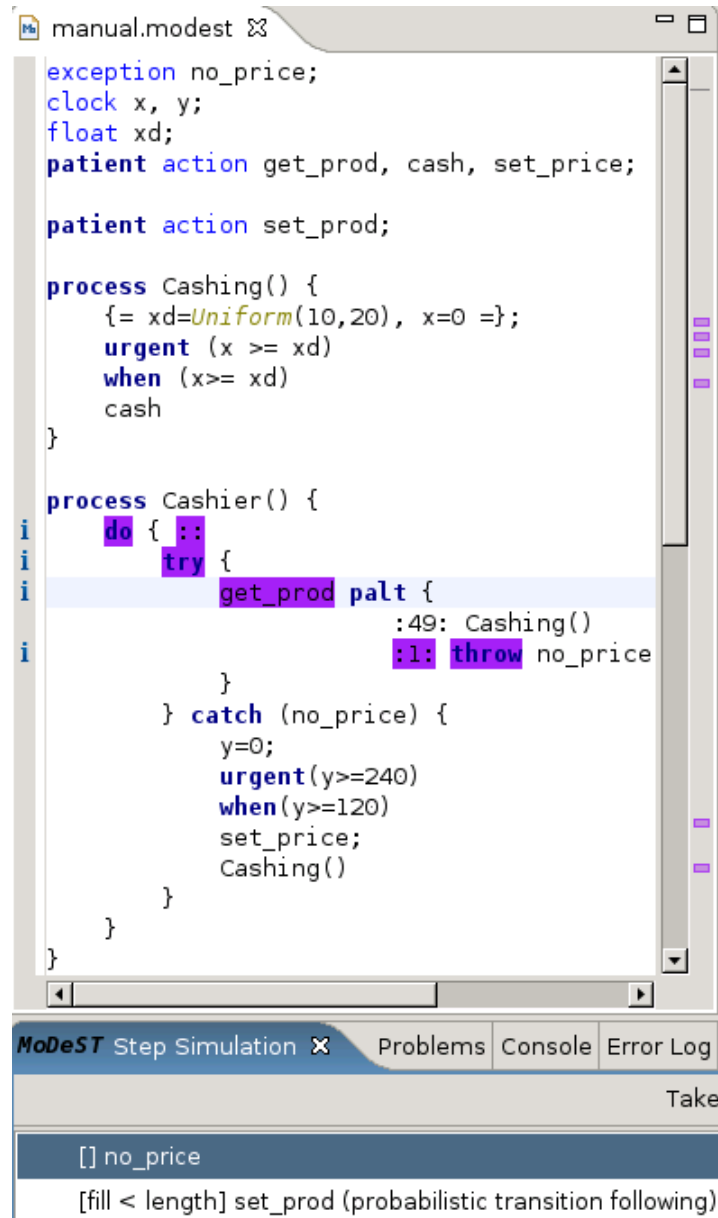 manual.modest
exception no_price;
clock x, y;
float xd;
patient action get_prod, cash, set_price;
patient action set_prod;
process Cashing() {
{= xd=Uniform(10,20), x=0 =};
urgent (x >= xd)
when (x>= xd)
cash
}
process Cashier() {
do { ::
try {
get_prod palt {
:49: Cashing()
:1: throw no_price
}
} catch (no_price) {
y=0;
urgent(y>=240)
when(y>=120)
set_price;
Cashing()
}
}
}
MoDeST Step Simulation Problems Console Error Log
Take
[] no_price
[fill < length] set_prod (probabilistic transition following)